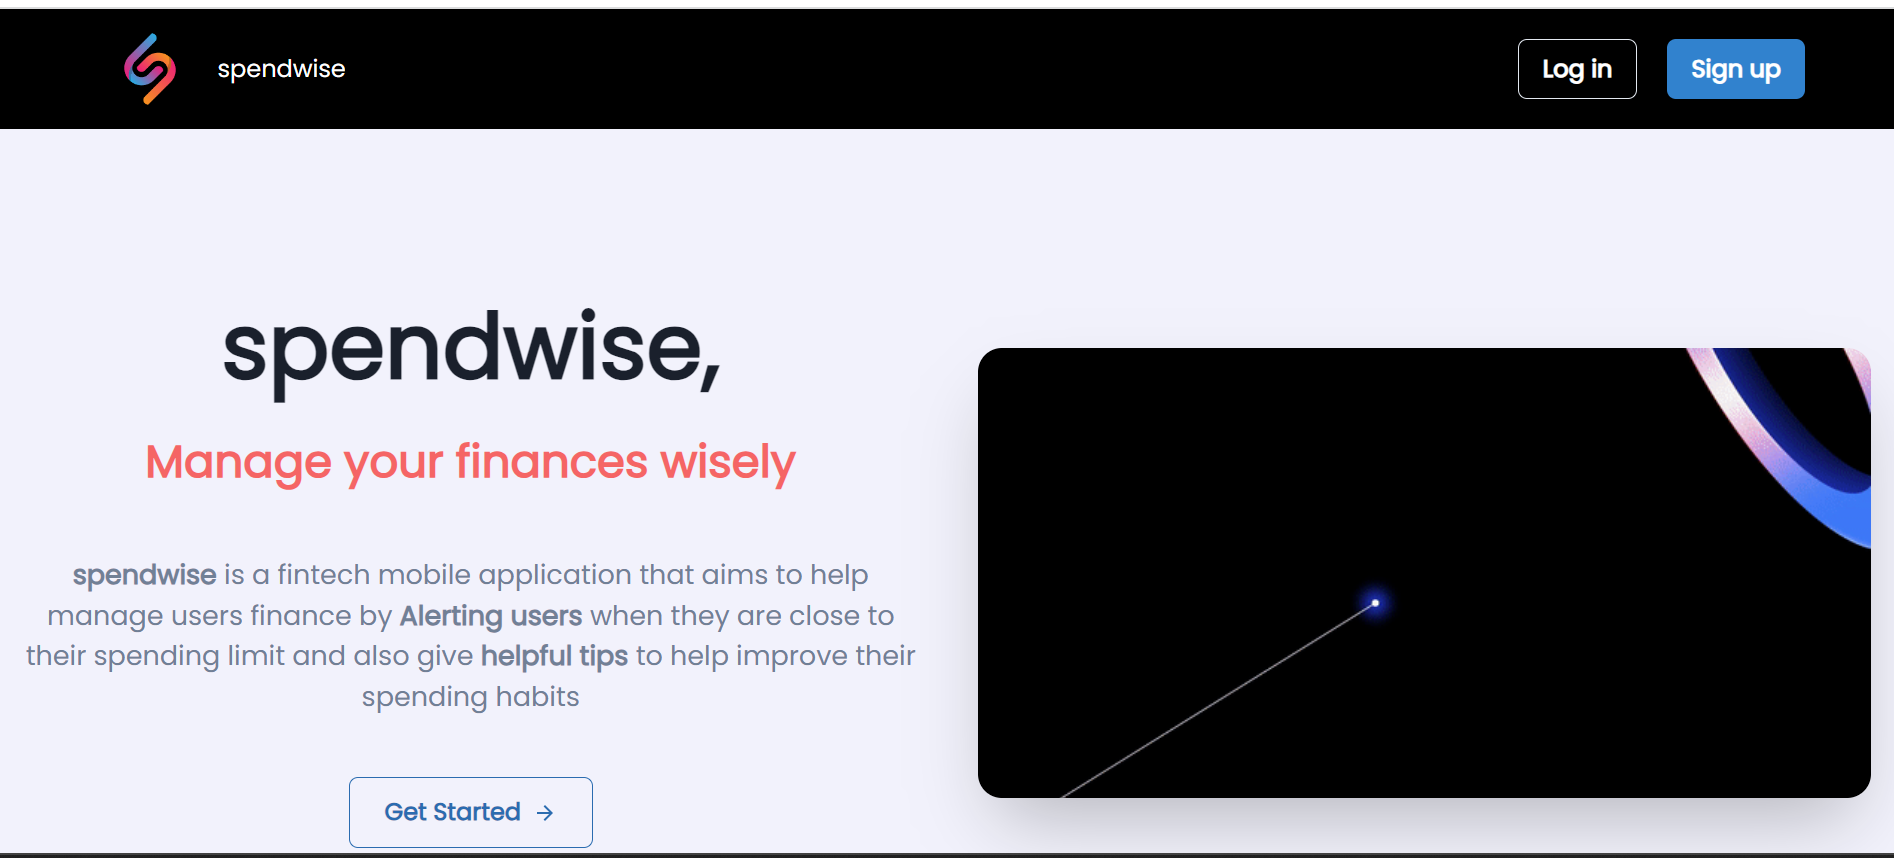 spendwise
Log in
Sign up
spendwise,
Manage your finances wisely
spendwise is a fintech mobile application that aims to help
manage users finance by Alerting users when they are close to
their spending limit and also give helpful tips to help improve their
spending habits
Get Started →